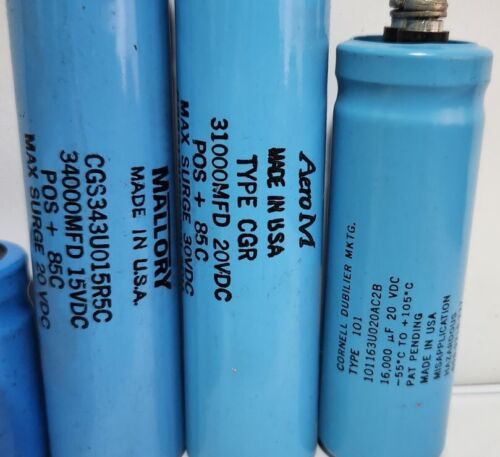 MALLORY
MADE IN U.S.A.
CGS343U015R5C
34000MFD 15VDC
POS + 85C
MAX SURGE 20 VDC
AeroM
MADE IN USA
TYPE CGR
31000MFD 20VDC
POS + 85C
MAX SURGE 30VDC
CORNELL DUBILIER MKTG.
TYPE 101
101163U020AC2B
16,000 µF 20 VDC
-55°C TO +105°C
PAT PENDING
MADE IN USA
MISAPPLICATION
HAZARDOUS